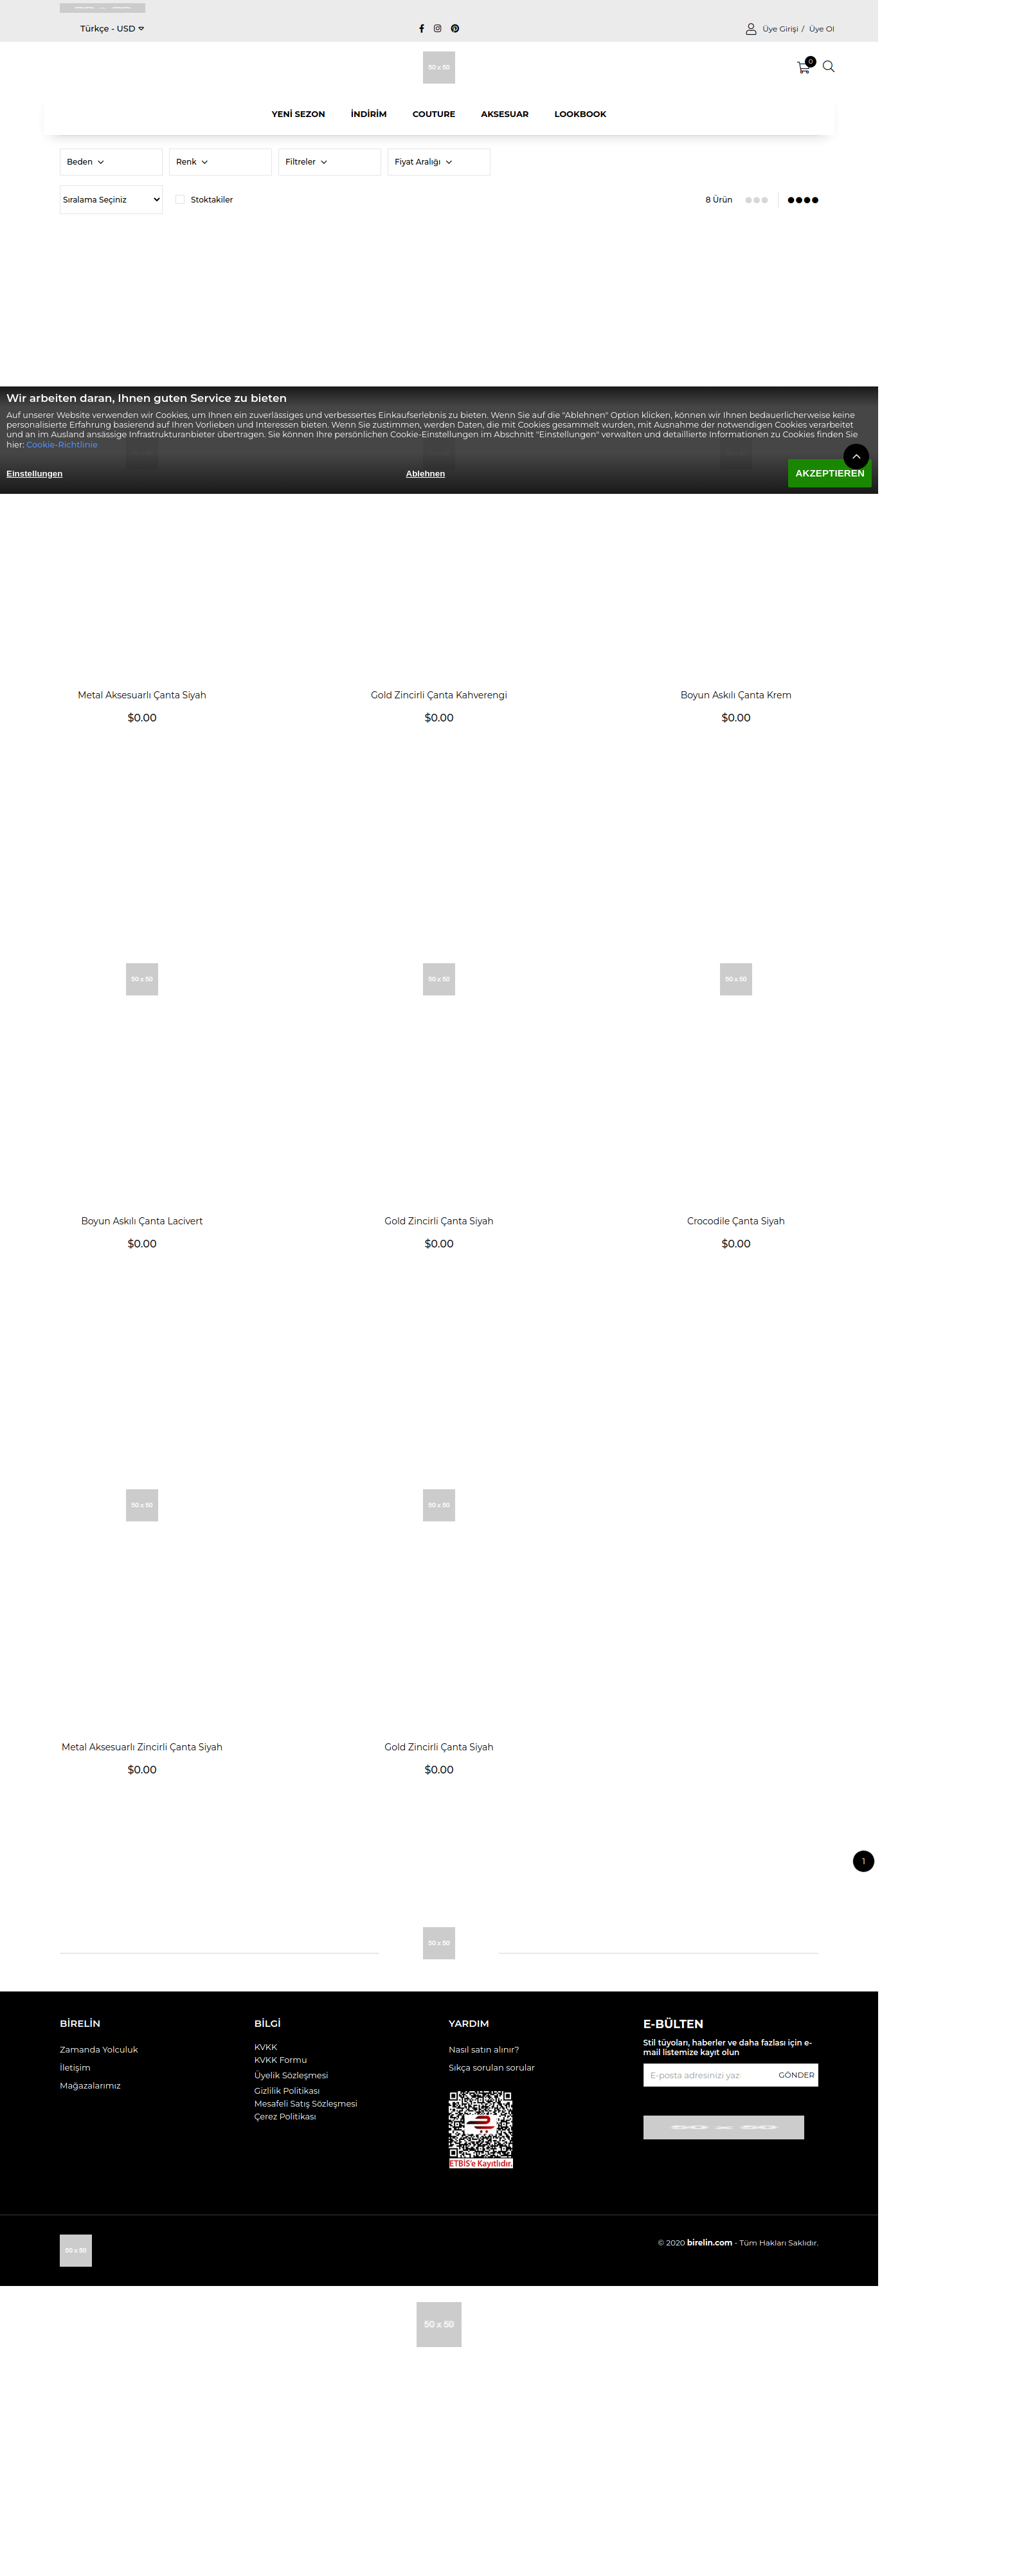 Türkçe - USD
Üye Girişi / Üye Ol
50 x 50
0
YENİ SEZON İNDİRİM COUTURE AKSESUAR LOOKBOOK
Beden Renk Filtreler Fiyat Aralığı
Sıralama Seçiniz Stoktakiler 8 Ürün
Wir arbeiten daran, Ihnen guten Service zu bieten
Auf unserer Website verwenden wir Cookies, um Ihnen ein zuverlässiges und verbessertes Einkaufserlebnis zu bieten. Wenn Sie auf die "Ablehnen" Option klicken, können wir Ihnen bedauerlicherweise keine
personalisierte Erfahrung basierend auf Ihren Vorlieben und Interessen bieten. Wenn Sie zustimmen, werden Daten, die mit Cookies gesammelt wurden, mit Ausnahme der notwendigen Cookies verarbeitet
und an im Ausland ansässige Infrastrukturanbieter übertragen. Sie können Ihre persönlichen Cookie-Einstellungen im Abschnitt "Einstellungen" verwalten und detaillierte Informationen zu Cookies finden Sie
hier: Cookie-Richtlinie
Einstellungen Ablehnen AKZEPTIEREN
Metal Aksesuarlı Çanta Siyah Gold Zincirli Çanta Kahverengi Boyun Askılı Çanta Krem
$0.00 $0.00 $0.00
50 x 50 50 x 50 50 x 50
Boyun Askılı Çanta Lacivert Gold Zincirli Çanta Siyah Crocodile Çanta Siyah
$0.00 $0.00 $0.00
50 x 50 50 x 50
Metal Aksesuarlı Zincirli Çanta Siyah Gold Zincirli Çanta Siyah
$0.00 $0.00
1
50 x 50
BİRELİN
Zamanda Yolculuk
İletişim
Mağazalarımız
BİLGİ
KVKK
KVKK Formu
Üyelik Sözleşmesi
Gizlilik Politikası
Mesafeli Satış Sözleşmesi
Çerez Politikası
YARDIM
Nasıl satın alınır?
Sıkça sorulan sorular
ETBİS'e Kayıtlıdır.
E-BÜLTEN
Stil tüyoları, haberler ve daha fazlası için e-
mail listemize kayıt olun
E-posta adresinizi yaz GÖNDER
50 x 50
50 x 50
© 2020 birelin.com - Tüm Hakları Saklıdır.
50 x 50